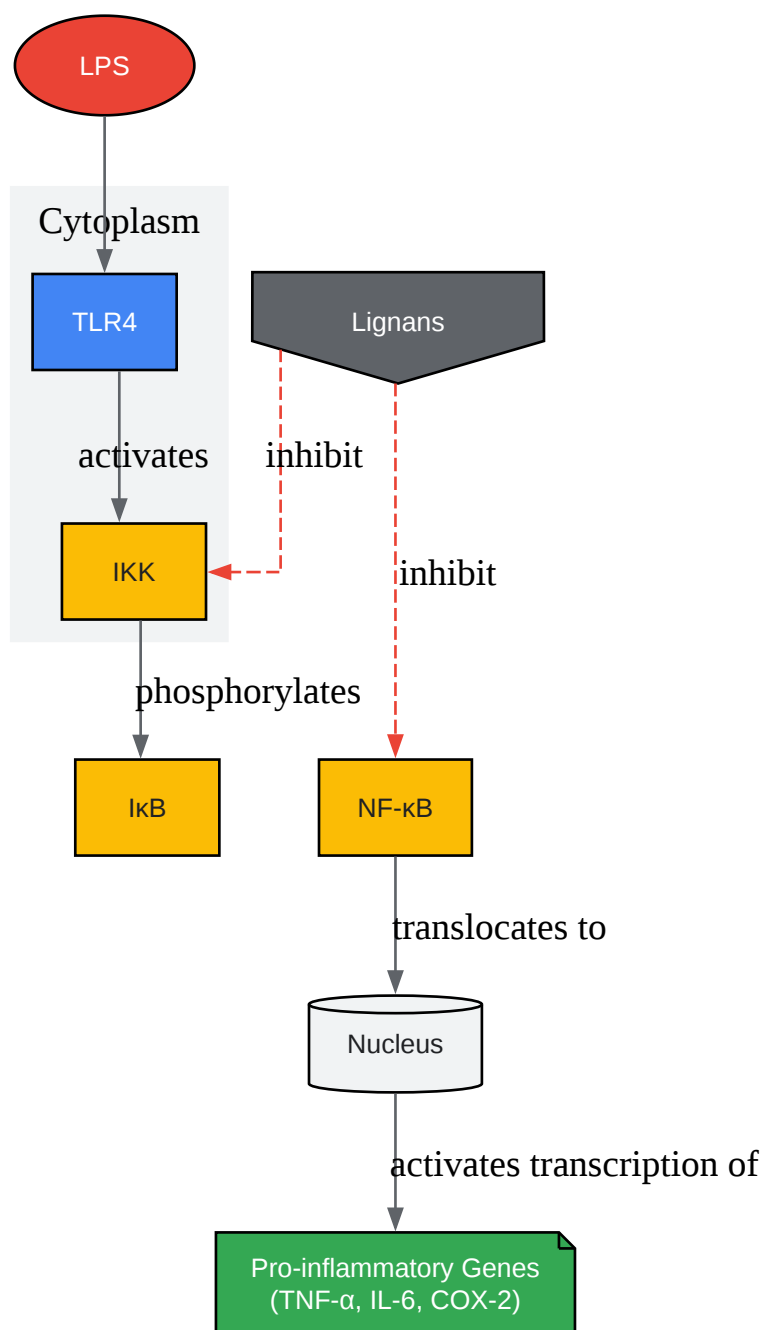 LPS
Cytoplasm
TLR4
Lignans
activates
inhibit
IKK
inhibit
phosphorylates
IκB
NF-κB
translocates to
Nucleus
activates transcription of
Pro-inflammatory Genes
(TNF-α, IL-6, COX-2)